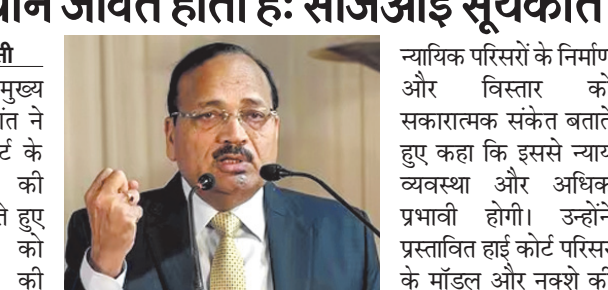 जीवंत होता हैः सीजेआई सूर्यकांत
मुख्य
ने
र्ट के
की
हुए
को
की
न्यायिक परिसरों के निर्माण
और विस्तार को
सकारात्मक संकेत बताते
हुए कहा कि इससे न्याय
व्यवस्था और अधिक
प्रभावी होगी। उन्होंने
प्रस्तावित हाई कोर्ट परिसर
के मॉडल और नक्शे की